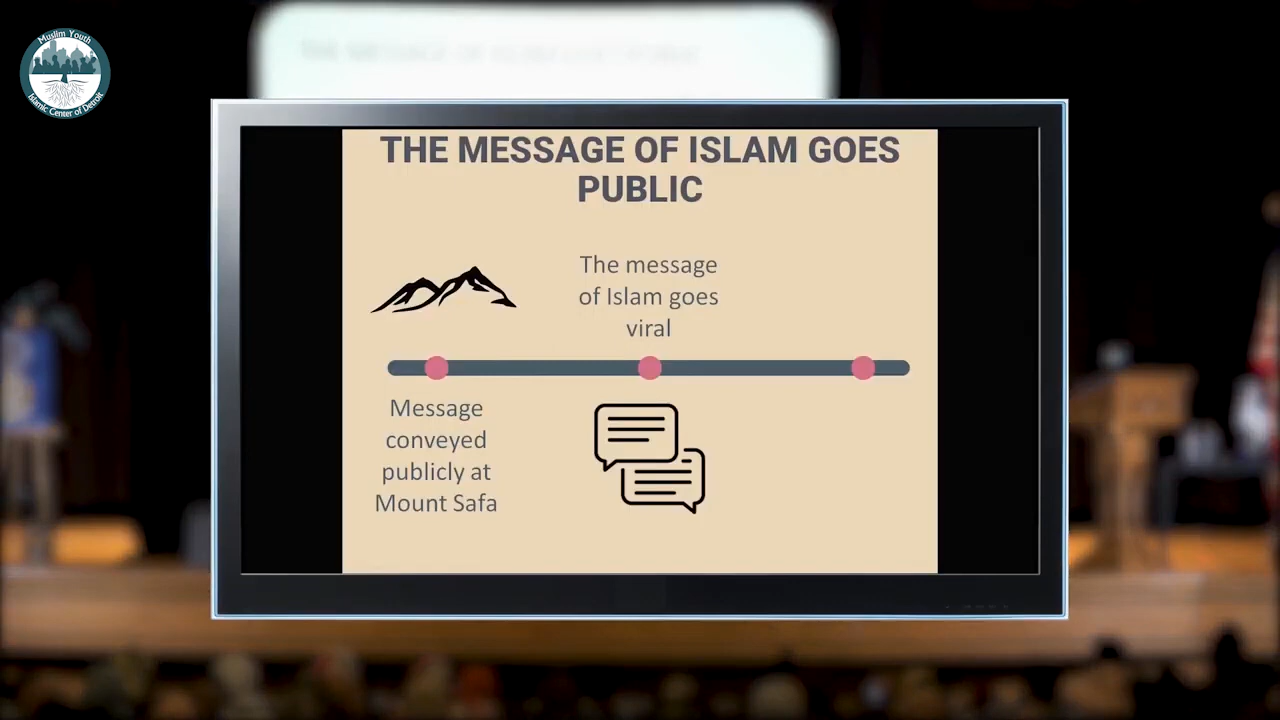 Muslim Youth
Islamic Center of Detroit
THE MESSAGE OF ISLAM GOES
PUBLIC
The message
of Islam goes
viral
Message
conveyed
publicly at
Mount Safa